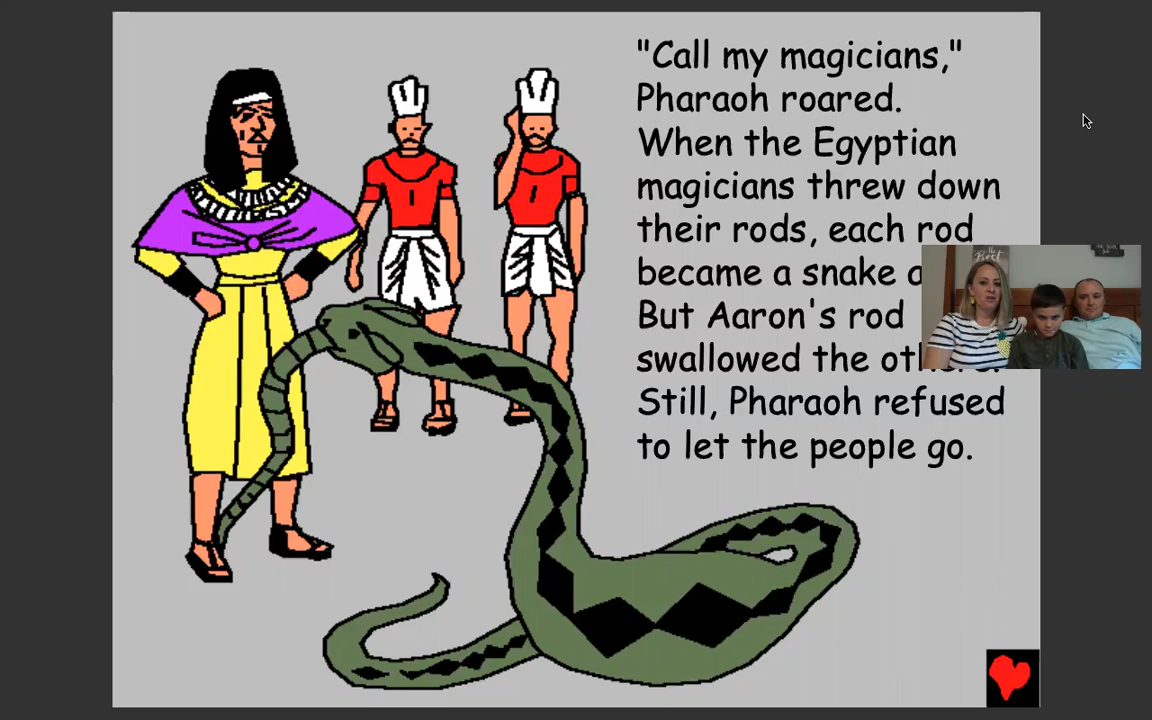 "Call my magicians,"
Pharaoh roared.
When the Egyptian
magicians threw down
their rods, each rod
became a snake
But Aaron's rod
swallowed the
Still, Pharaoh refused
to let the people go.